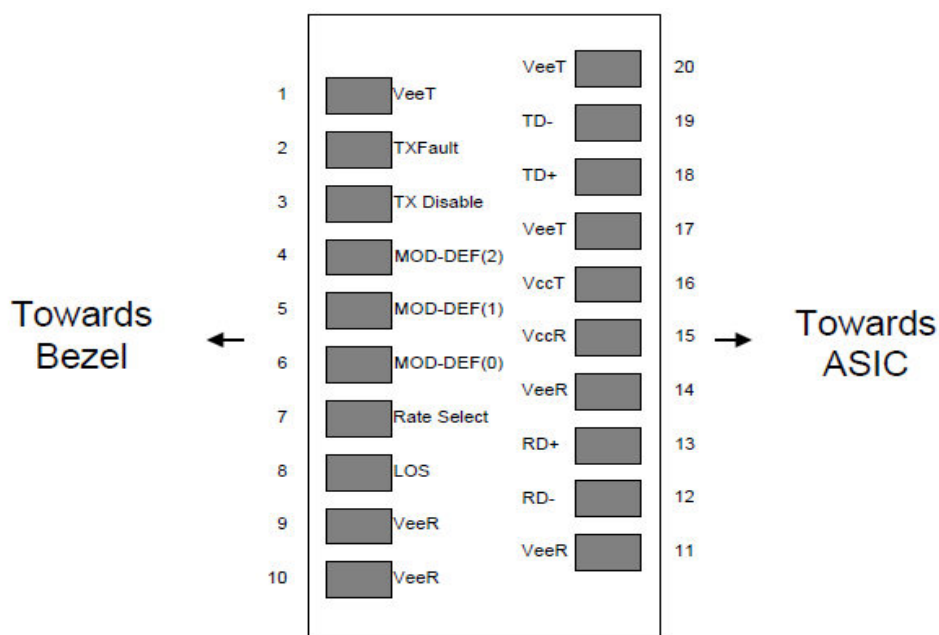 VeeT 20
1 VeeT
TD- 19
2 TXFault
TD+ 18
3 TX Disable
VeeT 17
4 MOD-DEF(2)
VccT 16
5 MOD-DEF(1)
Towards
Bezel
VccR 15
Towards
ASIC
6 MOD-DEF(0)
VeeR 14
7 Rate Select
RD+ 13
8 LOS
RD- 12
9 VeeR
VeeR 11
10 VeeR